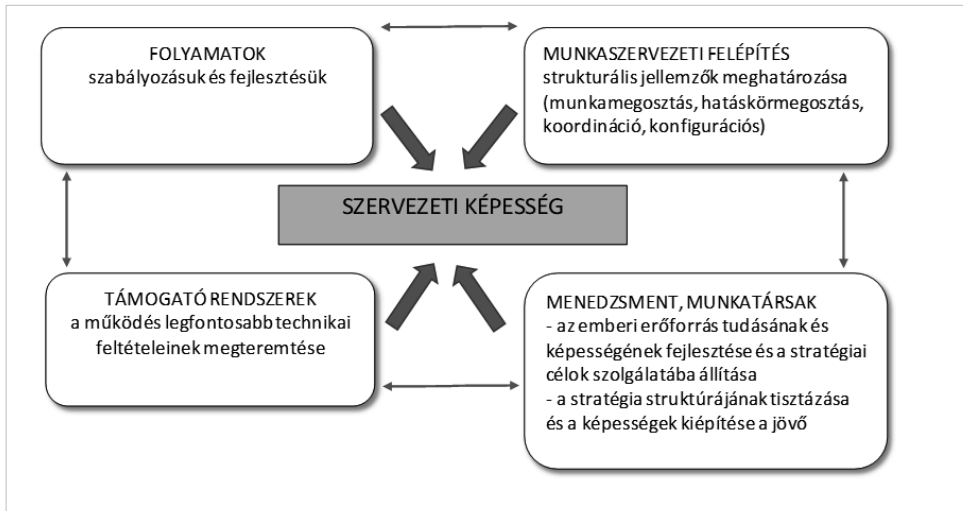 FOLYAMATOK
szabályozásuk és fejlesztésük
MUNKASZERVEZETI FELÉPÍTÉS
strukturális jellemzők meghatározása
(munkamegosztás, hatáskörmegosztás,
koordináció, konfigurációs)
SZERVEZETI KÉPESSÉG
TÁMOGATÓ RENDSZEREK
a működés legfontosabb technikai
feltételeinek megteremtése
MENEDZSMENT, MUNKATÁRSAK
- az emberi erőforrás tudásának és
képességének fejlesztése és a stratégiai
célok szolgálatába állítása
- a stratégia struktúrájának tisztázása
és a képességek kiépítése a jövő